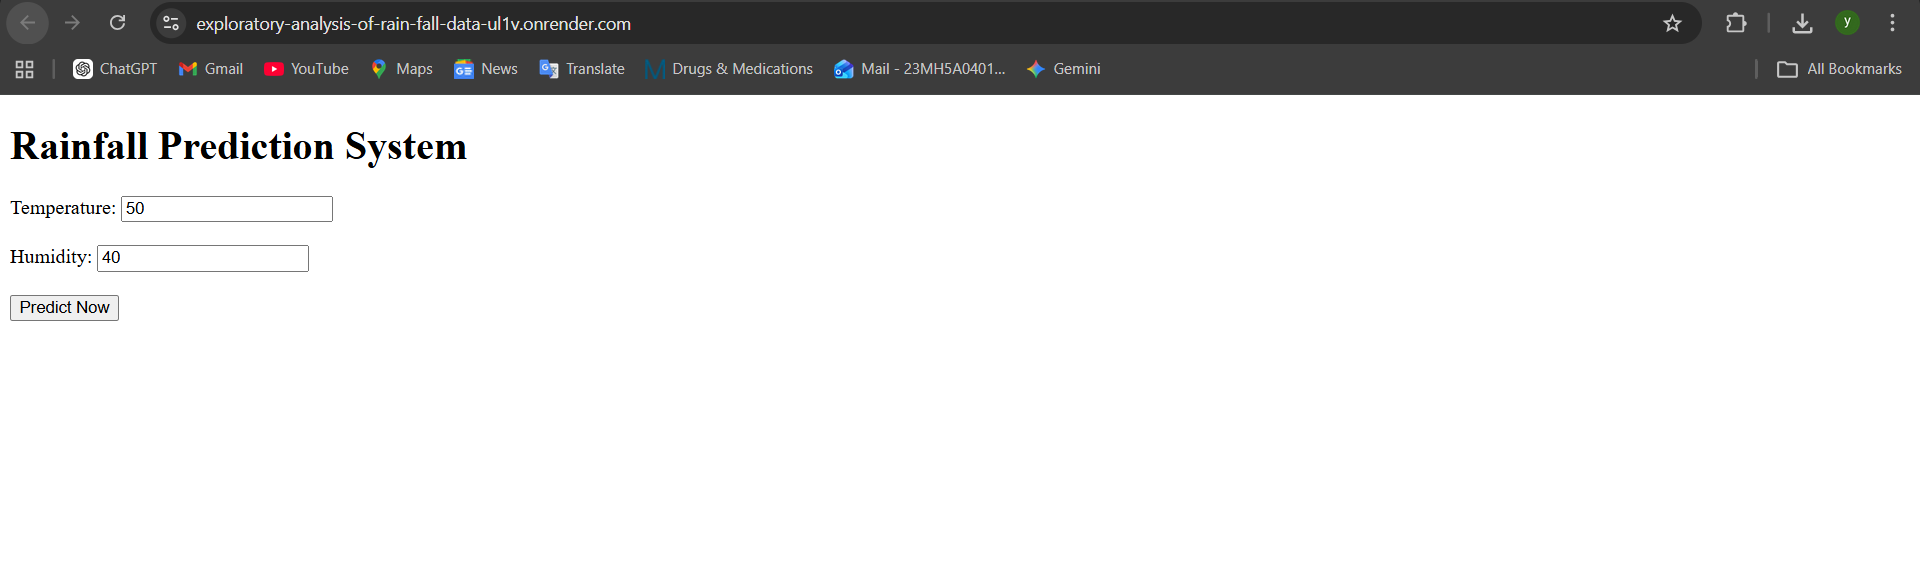 exploratory-analysis-of-rain-fall-data-ul1v.onrender.com
y
ChatGPT Gmail YouTube Maps News Translate Drugs & Medications Mail - 23MH5A0401... Gemini All Bookmarks
Rainfall Prediction System
Temperature: 50
Humidity: 40
Predict Now